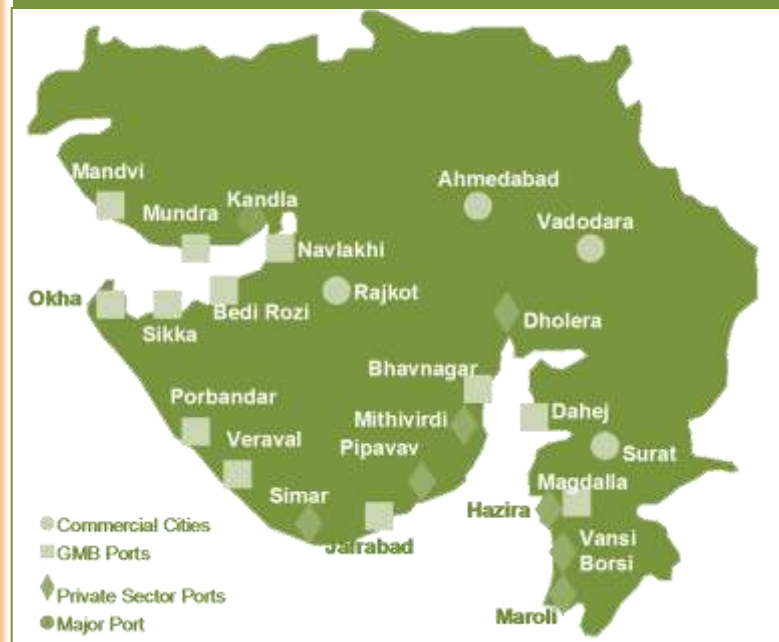 Mandvi
Kandla
Ahmedabad
Mundra
Vadodara
Navlakhi
Okha
Rajkot
Bedi Rozi
Sikka
Dholera
Bhavnagar
Porbandar
Mithivirdi
Dahej
Veraval
Pipavav
Surat
Simar
Magdalla
Hazira
Commercial Cities
Jafrabad
Vansi
Borsi
GMB Ports
Private Sector Ports
Maroli
Major Port